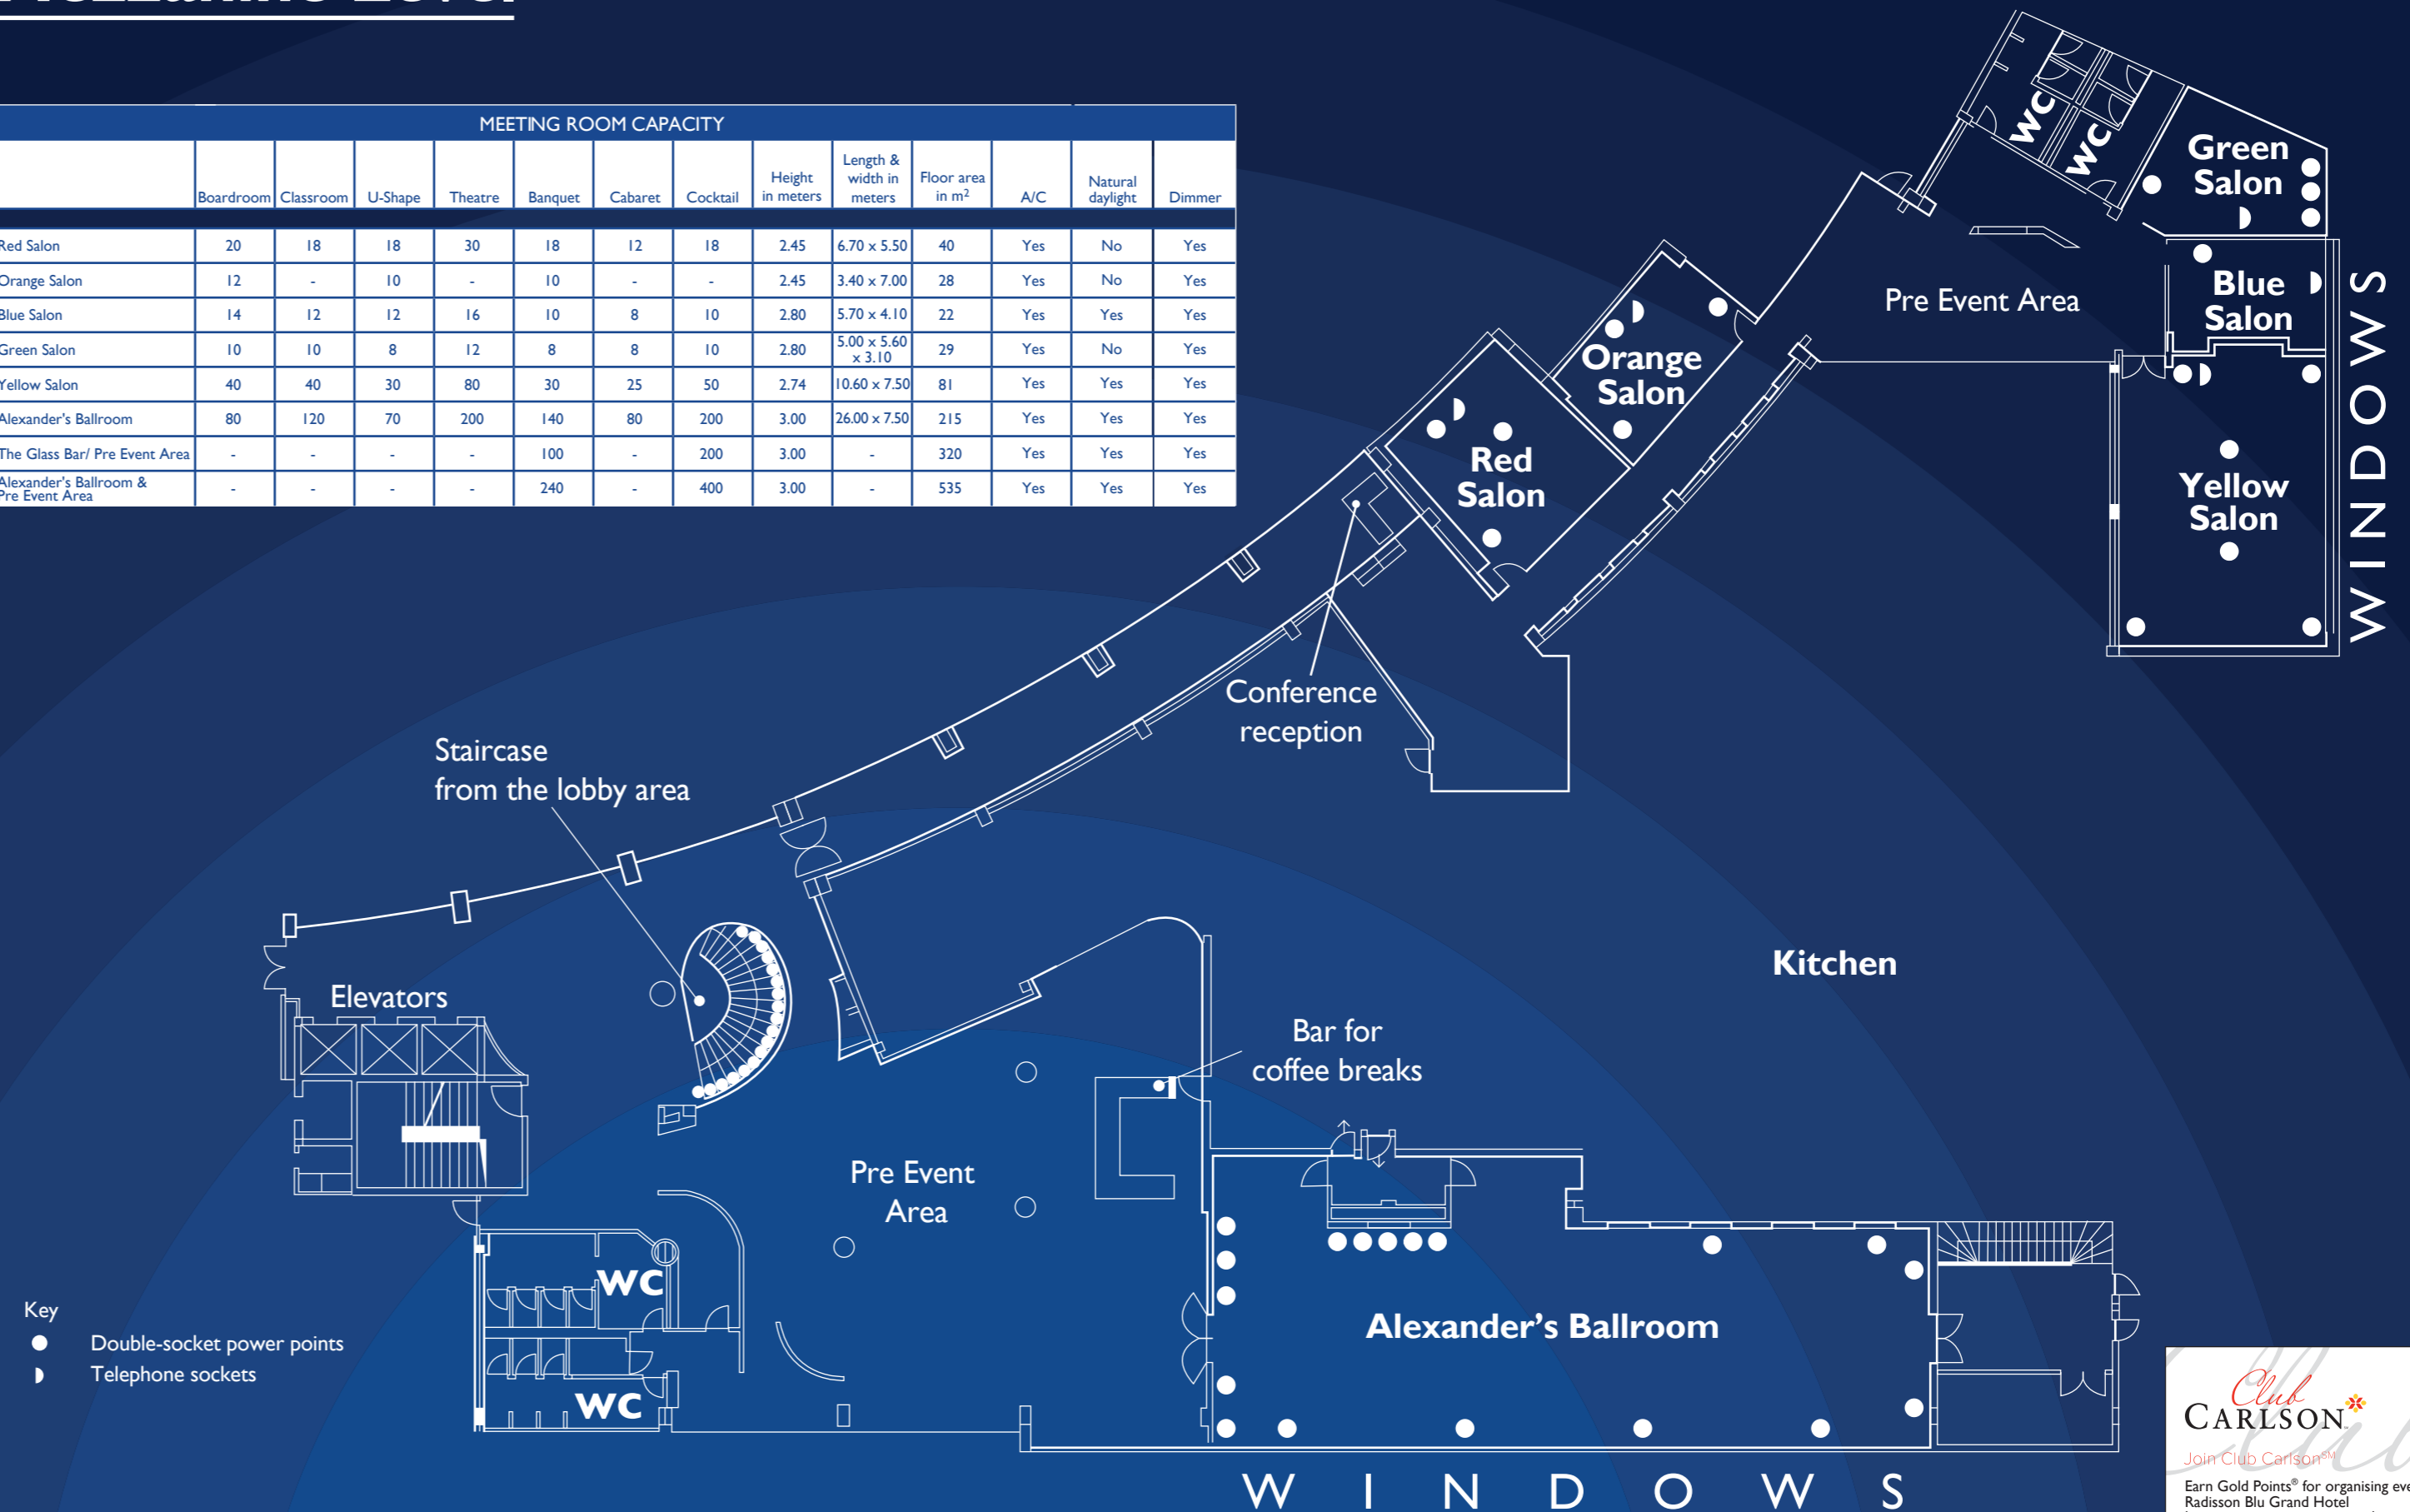 Mezzanine Level
MEETING ROOM CAPACITY
Boardroom Classroom U-Shape Theatre Banquet Cabaret Cocktail Height in meters Length & width in meters Floor area in m² A/C Natural daylight Dimmer
Red Salon 20 18 18 30 18 12 18 2.45 6.70 x 5.50 40 Yes No Yes
Orange Salon 12 - 10 - 10 - - 2.45 3.40 x 7.00 28 Yes No Yes
Blue Salon 14 12 12 16 10 8 10 2.80 5.70 x 4.10 22 Yes Yes Yes
Green Salon 10 10 8 12 8 8 10 2.80 5.00 x 5.60 x 3.10 29 Yes No Yes
Yellow Salon 40 40 30 80 30 25 50 2.74 10.60 x 7.50 81 Yes Yes Yes
Alexander's Ballroom 80 120 70 200 140 80 200 3.00 26.00 x 7.50 215 Yes Yes Yes
The Glass Bar/ Pre Event Area - - - - 100 - 200 3.00 - 320 Yes Yes Yes
Alexander's Ballroom & Pre Event Area - - - - 240 - 400 3.00 - 535 Yes Yes Yes
WC
WC
Green
Salon
Blue
Salon
WINDOWS
Pre Event Area
Orange
Salon
Red
Salon
Yellow
Salon
Conference
reception
Staircase
from the lobby area
Kitchen
Elevators
Bar for
coffee breaks
Pre Event
Area
WC
WC
Alexander's Ballroom
WINDOWS
Key
Double-socket power points
Telephone sockets
Club
CARLSON
Join Club Carlson℠
Earn Gold Points® for organising
Radisson Blu Grand Hotel